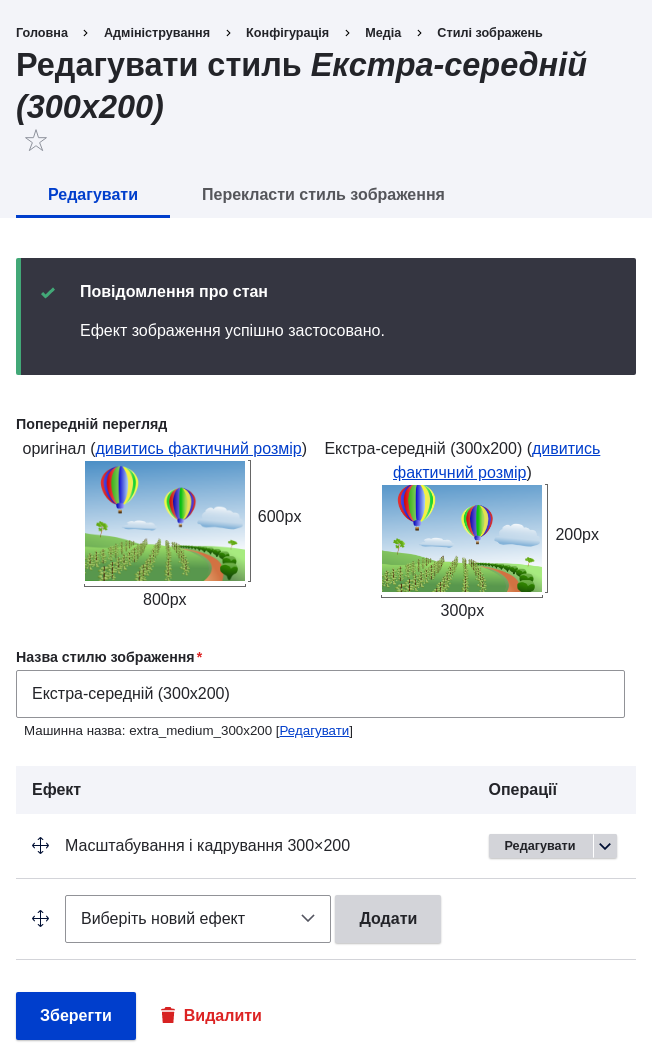 Головна › Адміністрування › Конфігурація › Медіа › Стилі зображень
Редагувати стиль Екстра-середній
(300x200)
Редагувати Перекласти стиль зображення
Повідомлення про стан
Ефект зображення успішно застосовано.
Попередній перегляд
оригінал (дивитись фактичний розмір)
600px
800px
Екстра-середній (300x200) (дивитись
фактичний розмір)
200px
300px
Назва стилю зображення*
Екстра-середній (300x200)
Машинна назва: extra_medium_300x200 [Редагувати]
Ефект Операції
Масштабування і кадрування 300×200 Редагувати
Виберіть новий ефект Додати
Зберегти Видалити